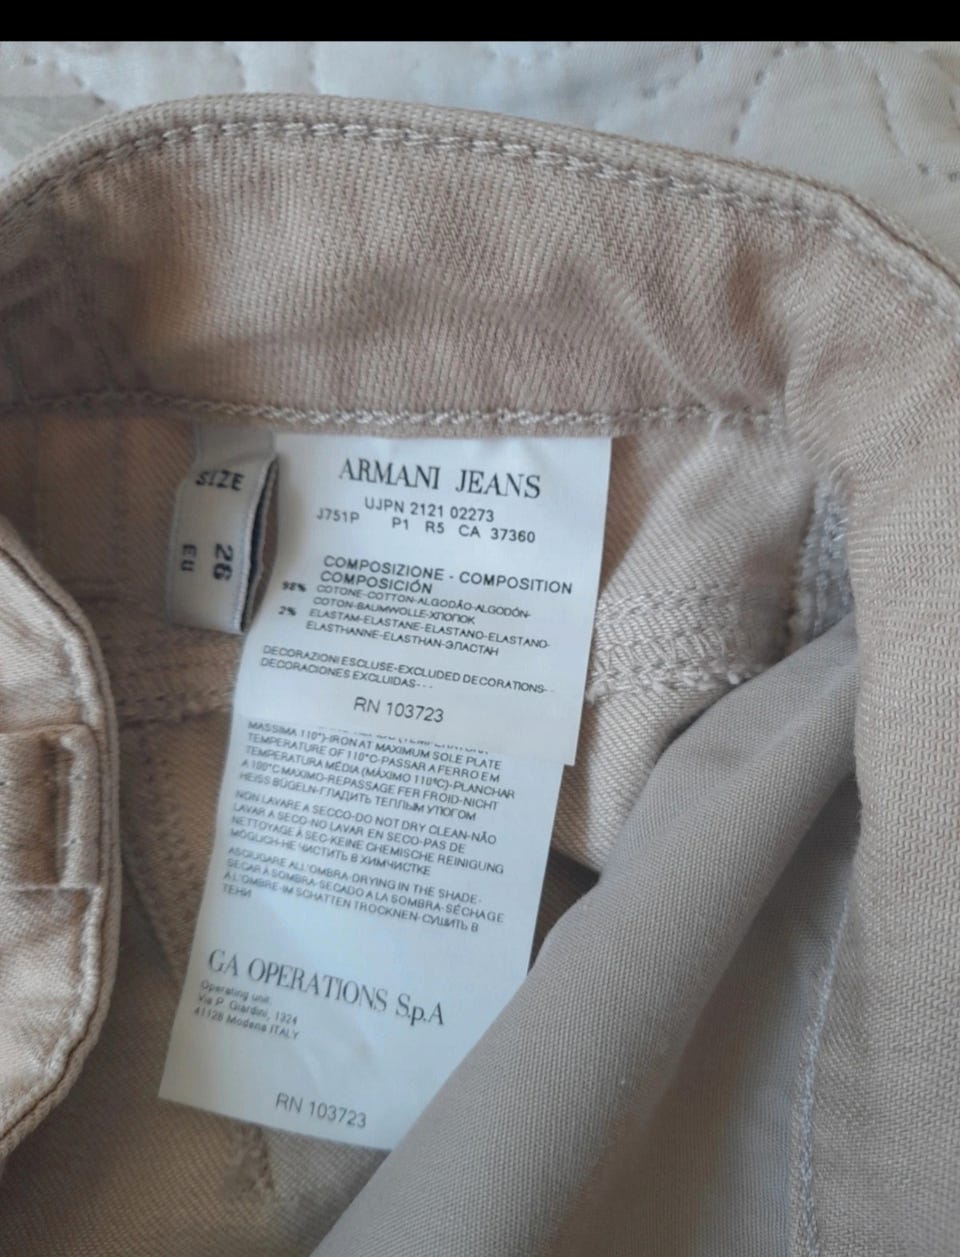 SIZE
26
EU
ARMANI JEANS
UJPN 2121 02273
J751P P1 R5 CA 37360
COMPOSIZIONE - COMPOSITION
COMPOSICIÓN
98% COTONE-COTTON-ALGODÃO-ALGODÓN-
COTON-BAUMWOLLE-ХЛОПОК
2% ELASTAM-ELASTANE-ELASTANO-ELASTANO-
ELASTHANNE-ELASTHAN-ЭЛАСТАН
DECORAZIONI ESCLUSE-EXCLUDED DECORATIONS--
DECORACIONES EXCLUIDAS---
RN 103723
MASSIMA 110°)-IRON AT MAXIMUM SOLE PLATE
TEMPERATURE OF 110°C-PASSAR A FERRO EM
TEMPERATURA MÉDIA (MÁXIMO 110ºC)-PLANCHAR
A 100°C MAXIMO-REPASSAGE FER FROID-NICHT
HEISS BÜGELN-ГЛАДИТЬ ТЕПЛЫМ УТЮГОМ
NON LAVARE A SECCO-DO NOT DRY CLEAN-NÃO
LAVAR A SECO-NO LAVAR EN SECO-PAS DE
NETTOYAGE À SEC-KEINE CHEMISCHE REINIGUNG
MÖGLICH-НЕ ЧИСТИТЬ В ХИМЧИСТКЕ
ASCIUGARE ALL'OMBRA-DRYING IN THE SHADE-
SECAR À SOMBRA-SECADO A LA SOMBRA-SÉCHAGE
À L'OMBRE-IM SCHATTEN TROCKNEN-СУШИТЬ В
ТЕНИ
GA OPERATIONS S.p.A
Operating unit:
Via P. Giardini, 1324
41126 Modena ITALY
RN 103723